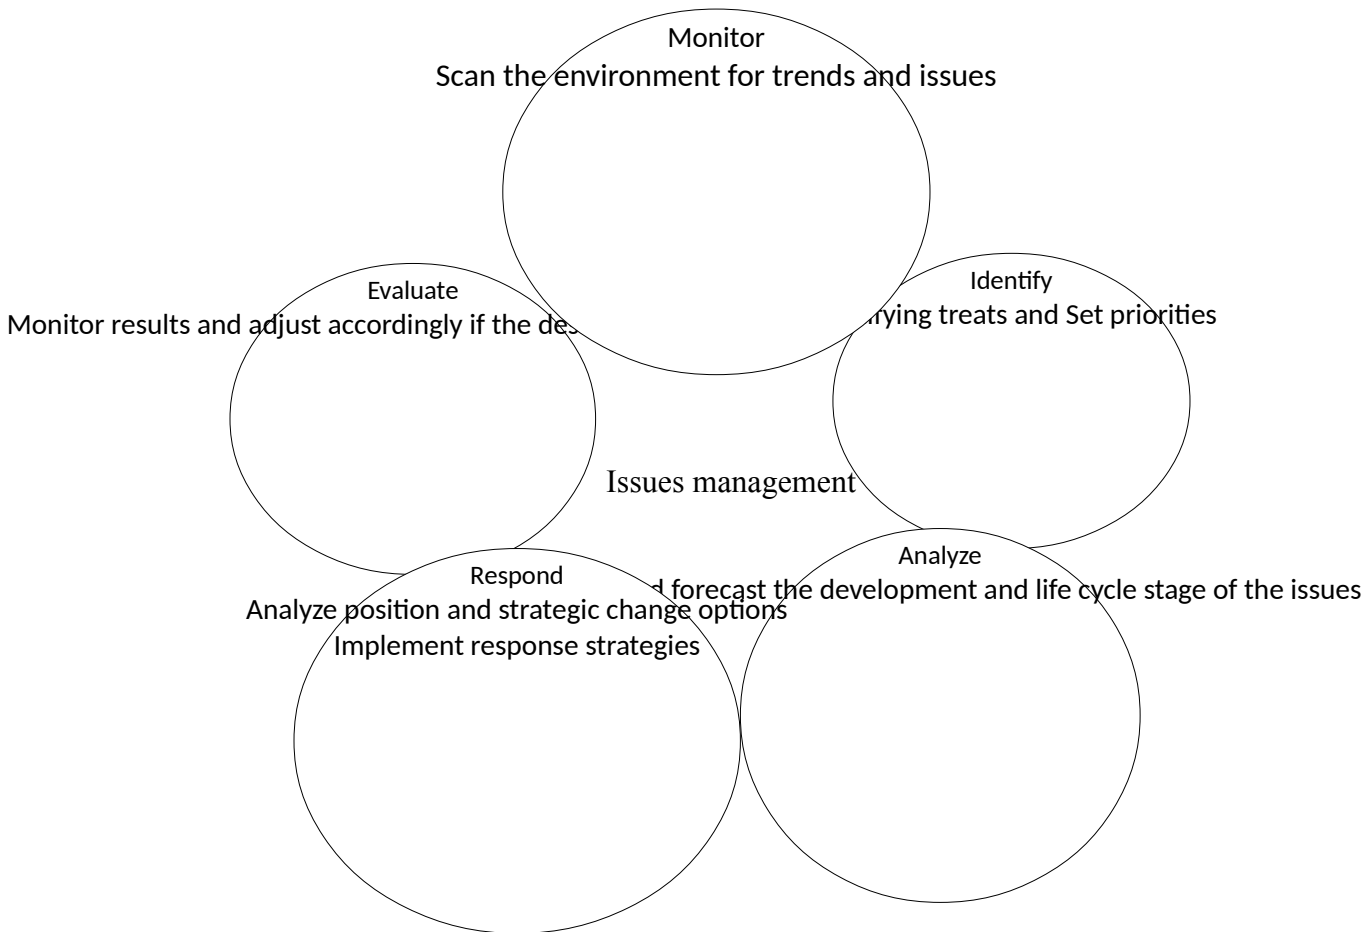 Monitor
Scan the environment for trends and issues
Identify
treats and Set priorities
Evaluate
Monitor results and adjust accordingly if the
Issues management
Analyze
forecast the development and life cycle stage of the issues
Respond
Analyze position and strategic change options
Implement response strategies